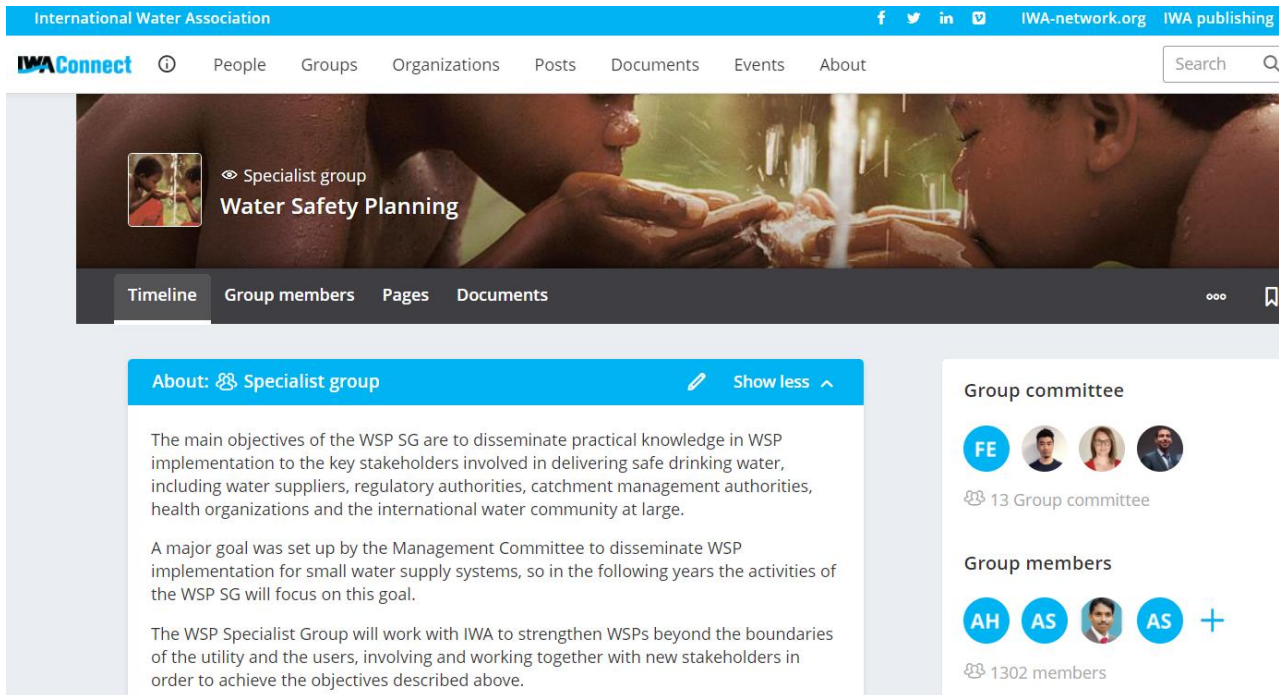 International Water Association
IWA-network.org IWA publishing
IWAConnect People Groups Organizations Posts Documents Events About Search
Specialist group
Water Safety Planning
Timeline Group members Pages Documents
About: Specialist group Show less
The main objectives of the WSP SG are to disseminate practical knowledge in WSP
implementation to the key stakeholders involved in delivering safe drinking water,
including water suppliers, regulatory authorities, catchment management authorities,
health organizations and the international water community at large.
A major goal was set up by the Management Committee to disseminate WSP
implementation for small water supply systems, so in the following years the activities of
the WSP SG will focus on this goal.
The WSP Specialist Group will work with IWA to strengthen WSPs beyond the boundaries
of the utility and the users, involving and working together with new stakeholders in
order to achieve the objectives described above.
Group committee
FE
13 Group committee
Group members
AH AS AS +
1302 members